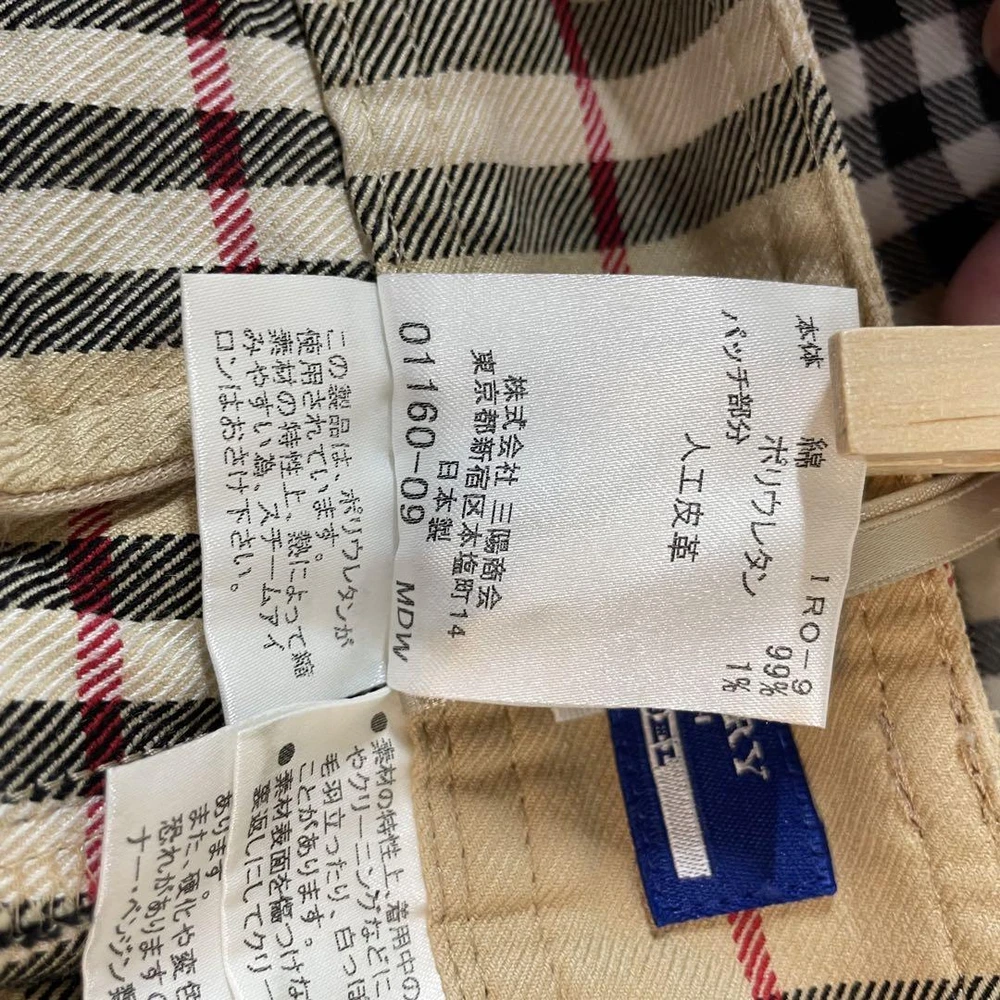 IRO-9
本体 綿 99%
ポリウレタン 1%
パッチ部分
人工皮革
株式会社 三陽商会
東京都新宿区本塩町14
日本製
01160-09 MDW
この製品は、ポリウレタンが
使用されています。
素材の特性上、熱によって縮
みやすい為、スチームアイ
ロンはおさけ下さい。
●素材の特性上、着用中の
やクリーニングなどに
毛羽立ったり、白っぽ
ことがあります。
●素材表面を傷つけな
裏返しにしてクリー
あります。
また、硬化や変色
恐れがありますの
ナー・ベンジン
RY